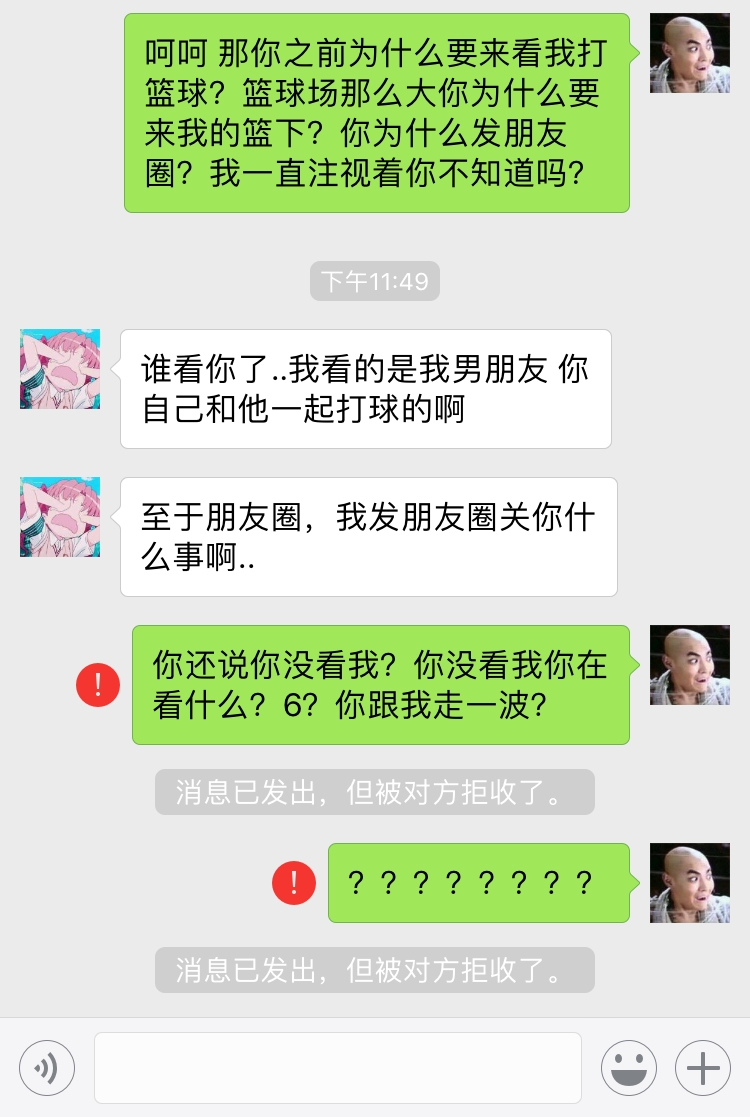 呵呵 那你之前为什么要来看我打
篮球？篮球场那么大你为什么要
来我的篮下？你为什么发朋友
圈？我一直注视着你不知道吗？
下午11:49
谁看你了..我看的是我男朋友 你
自己和他一起打球的啊
至于朋友圈，我发朋友圈关你什
么事啊..
你还说你没看我？你没看我你在
看什么？6？你跟我走一波？
消息已发出，但被对方拒收了。
？？？？？？？？
消息已发出，但被对方拒收了。